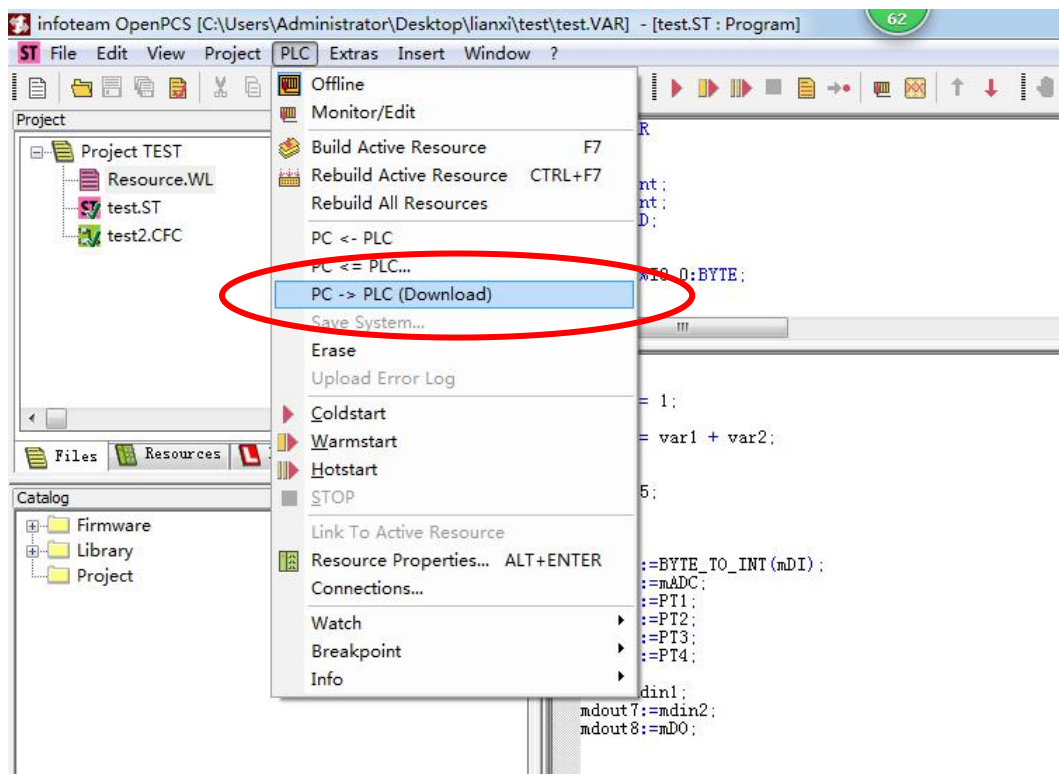 infoteam OpenPCS [C:\Users\Administrator\Desktop\lianxi\test\test.VAR] - [test.ST : Program]
62
ST File Edit View Project PLC Extras Insert Window ?
Project
Project TEST
Resource.WL
ST test.ST
test2.CFC
Files Resources L
Catalog
Firmware
Library
Project
Offline
Monitor/Edit
Build Active Resource F7
Rebuild Active Resource CTRL+F7
Rebuild All Resources
PC <- PLC
PC <= PLC...
PC -> PLC (Download)
Save System...
Erase
Upload Error Log
Coldstart
Warmstart
Hotstart
STOP
Link To Active Resource
Resource Properties... ALT+ENTER
Connections...
Watch
Breakpoint
Info
R
nt;
nt;
D;
%I0.0:BYTE;
= 1;
= var1 + var2;
5;
:=BYTE_TO_INT(mDI);
:=mADC;
:=PT1;
:=PT2;
:=PT3;
:=PT4;
din1;
mdout7:=mdin2;
mdout8:=mDO;